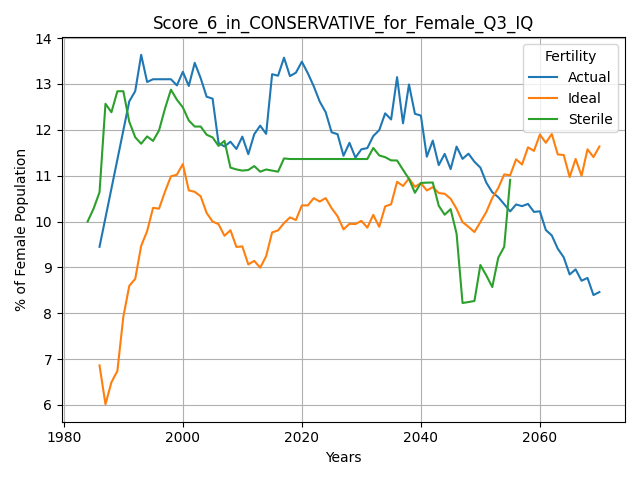 Score_6_in_CONSERVATIVE_for_Female_Q3_IQ
14
13
12
11
10
9
8
7
6
% of Female Population
Fertility
Actual
Ideal
Sterile
1980
2000
2020
2040
2060
Years